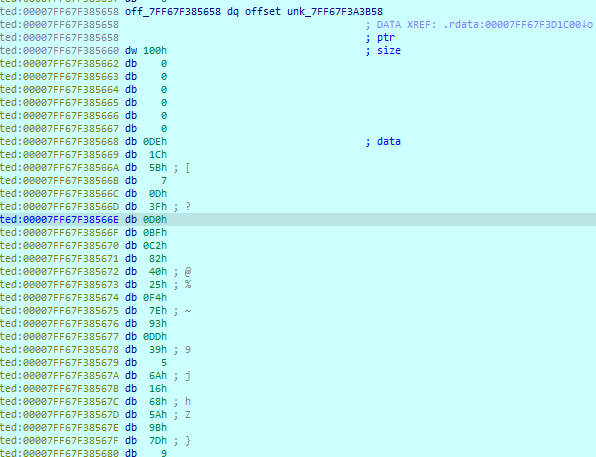 ted:00007FF67F385658 off_7FF67F385658 dq offset unk_7FF67F3A3B58
ted:00007FF67F385658 ; DATA XREF: .rdata:00007FF67F3D1C00↓o
ted:00007FF67F385658 ; ptr
ted:00007FF67F385660 dw 100h ; size
ted:00007FF67F385662 db 0
ted:00007FF67F385663 db 0
ted:00007FF67F385664 db 0
ted:00007FF67F385665 db 0
ted:00007FF67F385666 db 0
ted:00007FF67F385667 db 0
ted:00007FF67F385668 db 0DEh ; data
ted:00007FF67F385669 db 1Ch
ted:00007FF67F38566A db 5Bh ; [
ted:00007FF67F38566B db 7
ted:00007FF67F38566C db 0Dh
ted:00007FF67F38566D db 3Fh ; ?
ted:00007FF67F38566E db 0D0h
ted:00007FF67F38566F db 0BFh
ted:00007FF67F385670 db 0C2h
ted:00007FF67F385671 db 82h
ted:00007FF67F385672 db 40h ; @
ted:00007FF67F385673 db 25h ; %
ted:00007FF67F385674 db 0F4h
ted:00007FF67F385675 db 7Eh ; ~
ted:00007FF67F385676 db 93h
ted:00007FF67F385677 db 0DDh
ted:00007FF67F385678 db 39h ; 9
ted:00007FF67F385679 db 5
ted:00007FF67F38567A db 6Ah ; j
ted:00007FF67F38567B db 16h
ted:00007FF67F38567C db 68h ; h
ted:00007FF67F38567D db 5Ah ; Z
ted:00007FF67F38567E db 9Bh
ted:00007FF67F38567F db 7Dh ; }
ted:00007FF67F385680 db 9